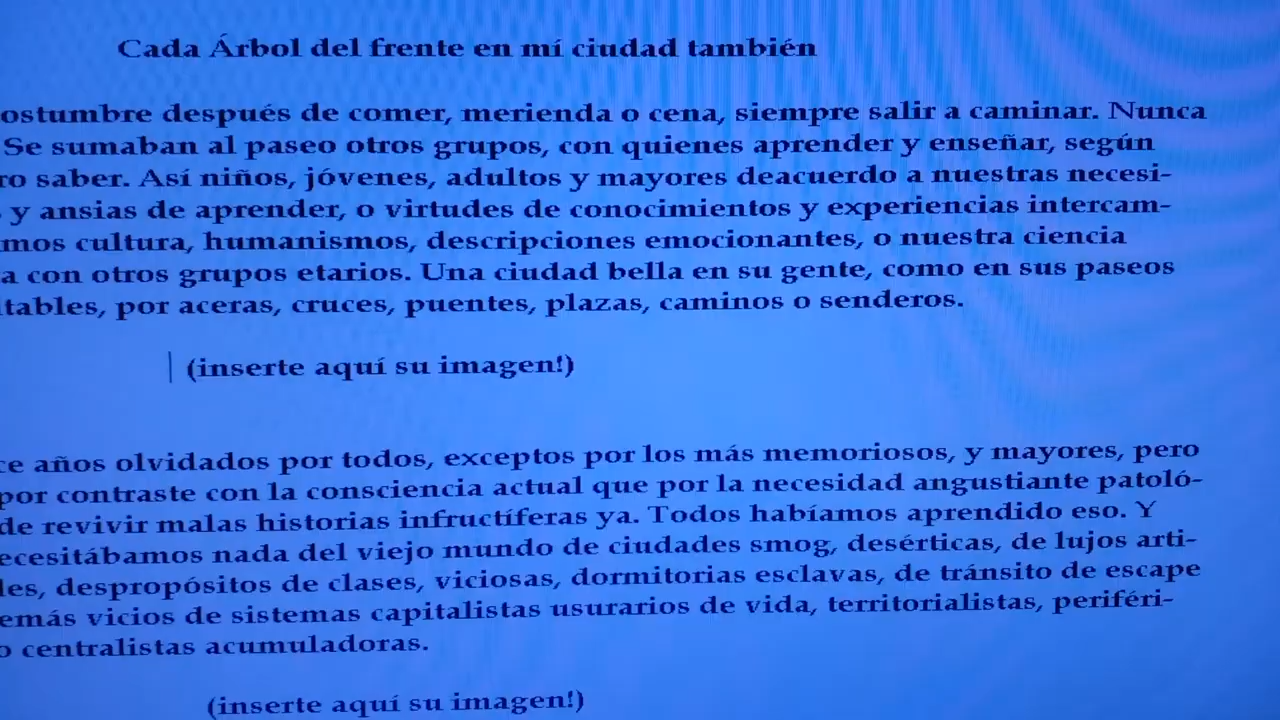 Cada Árbol del frente en mí ciudad también
ostumbre después de comer, merienda o cena, siempre salir a caminar. Nunca
Se sumaban al paseo otros grupos, con quienes aprender y enseñar, según
ro saber. Así niños, jóvenes, adultos y mayores deacuerdo a nuestras necesi-
y ansias de aprender, o virtudes de conocimientos y experiencias intercam-
mos cultura, humanismos, descripciones emocionantes, o nuestra ciencia
a con otros grupos etarios. Una ciudad bella en su gente, como en sus paseos
tables, por aceras, cruces, puentes, plazas, caminos o senderos.
(inserte aquí su imagen!)
ce años olvidados por todos, exceptos por los más memoriosos, y mayores, pero
por contraste con la consciencia actual que por la necesidad angustiante patoló-
de revivir malas historias infructíferas ya. Todos habíamos aprendido eso. Y
ecesitábamos nada del viejo mundo de ciudades smog, desérticas, de lujos arti-
les, despropósitos de clases, viciosas, dormitorias esclavas, de tránsito de escape
emás vicios de sistemas capitalistas usurarios de vida, territorialistas, periféri-
o centralistas acumuladoras.
(inserte aquí su imagen!)